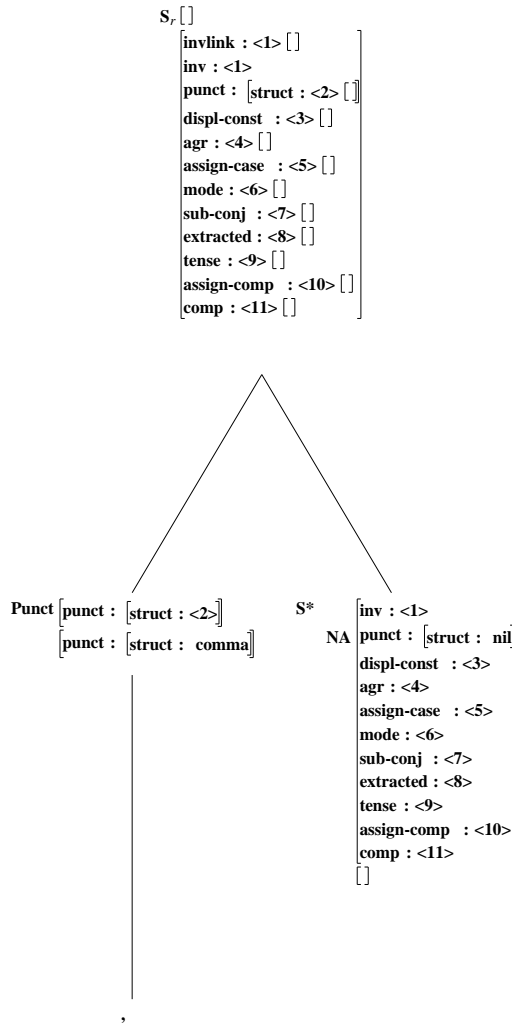 Sr []
[invlink : <1> []
inv : <1>
punct : [struct : <2> []]
displ-const : <3> []
agr : <4> []
assign-case : <5> []
mode : <6> []
sub-conj : <7> []
extracted : <8> []
tense : <9> []
assign-comp : <10> []
comp : <11> []]
Punct [punct : [struct : <2>]]
[punct : [struct : comma]]
,
S* [inv : <1>
NA punct : [struct : nil]
displ-const : <3>
agr : <4>
assign-case : <5>
mode : <6>
sub-conj : <7>
extracted : <8>
tense : <9>
assign-comp : <10>
comp : <11>
[]